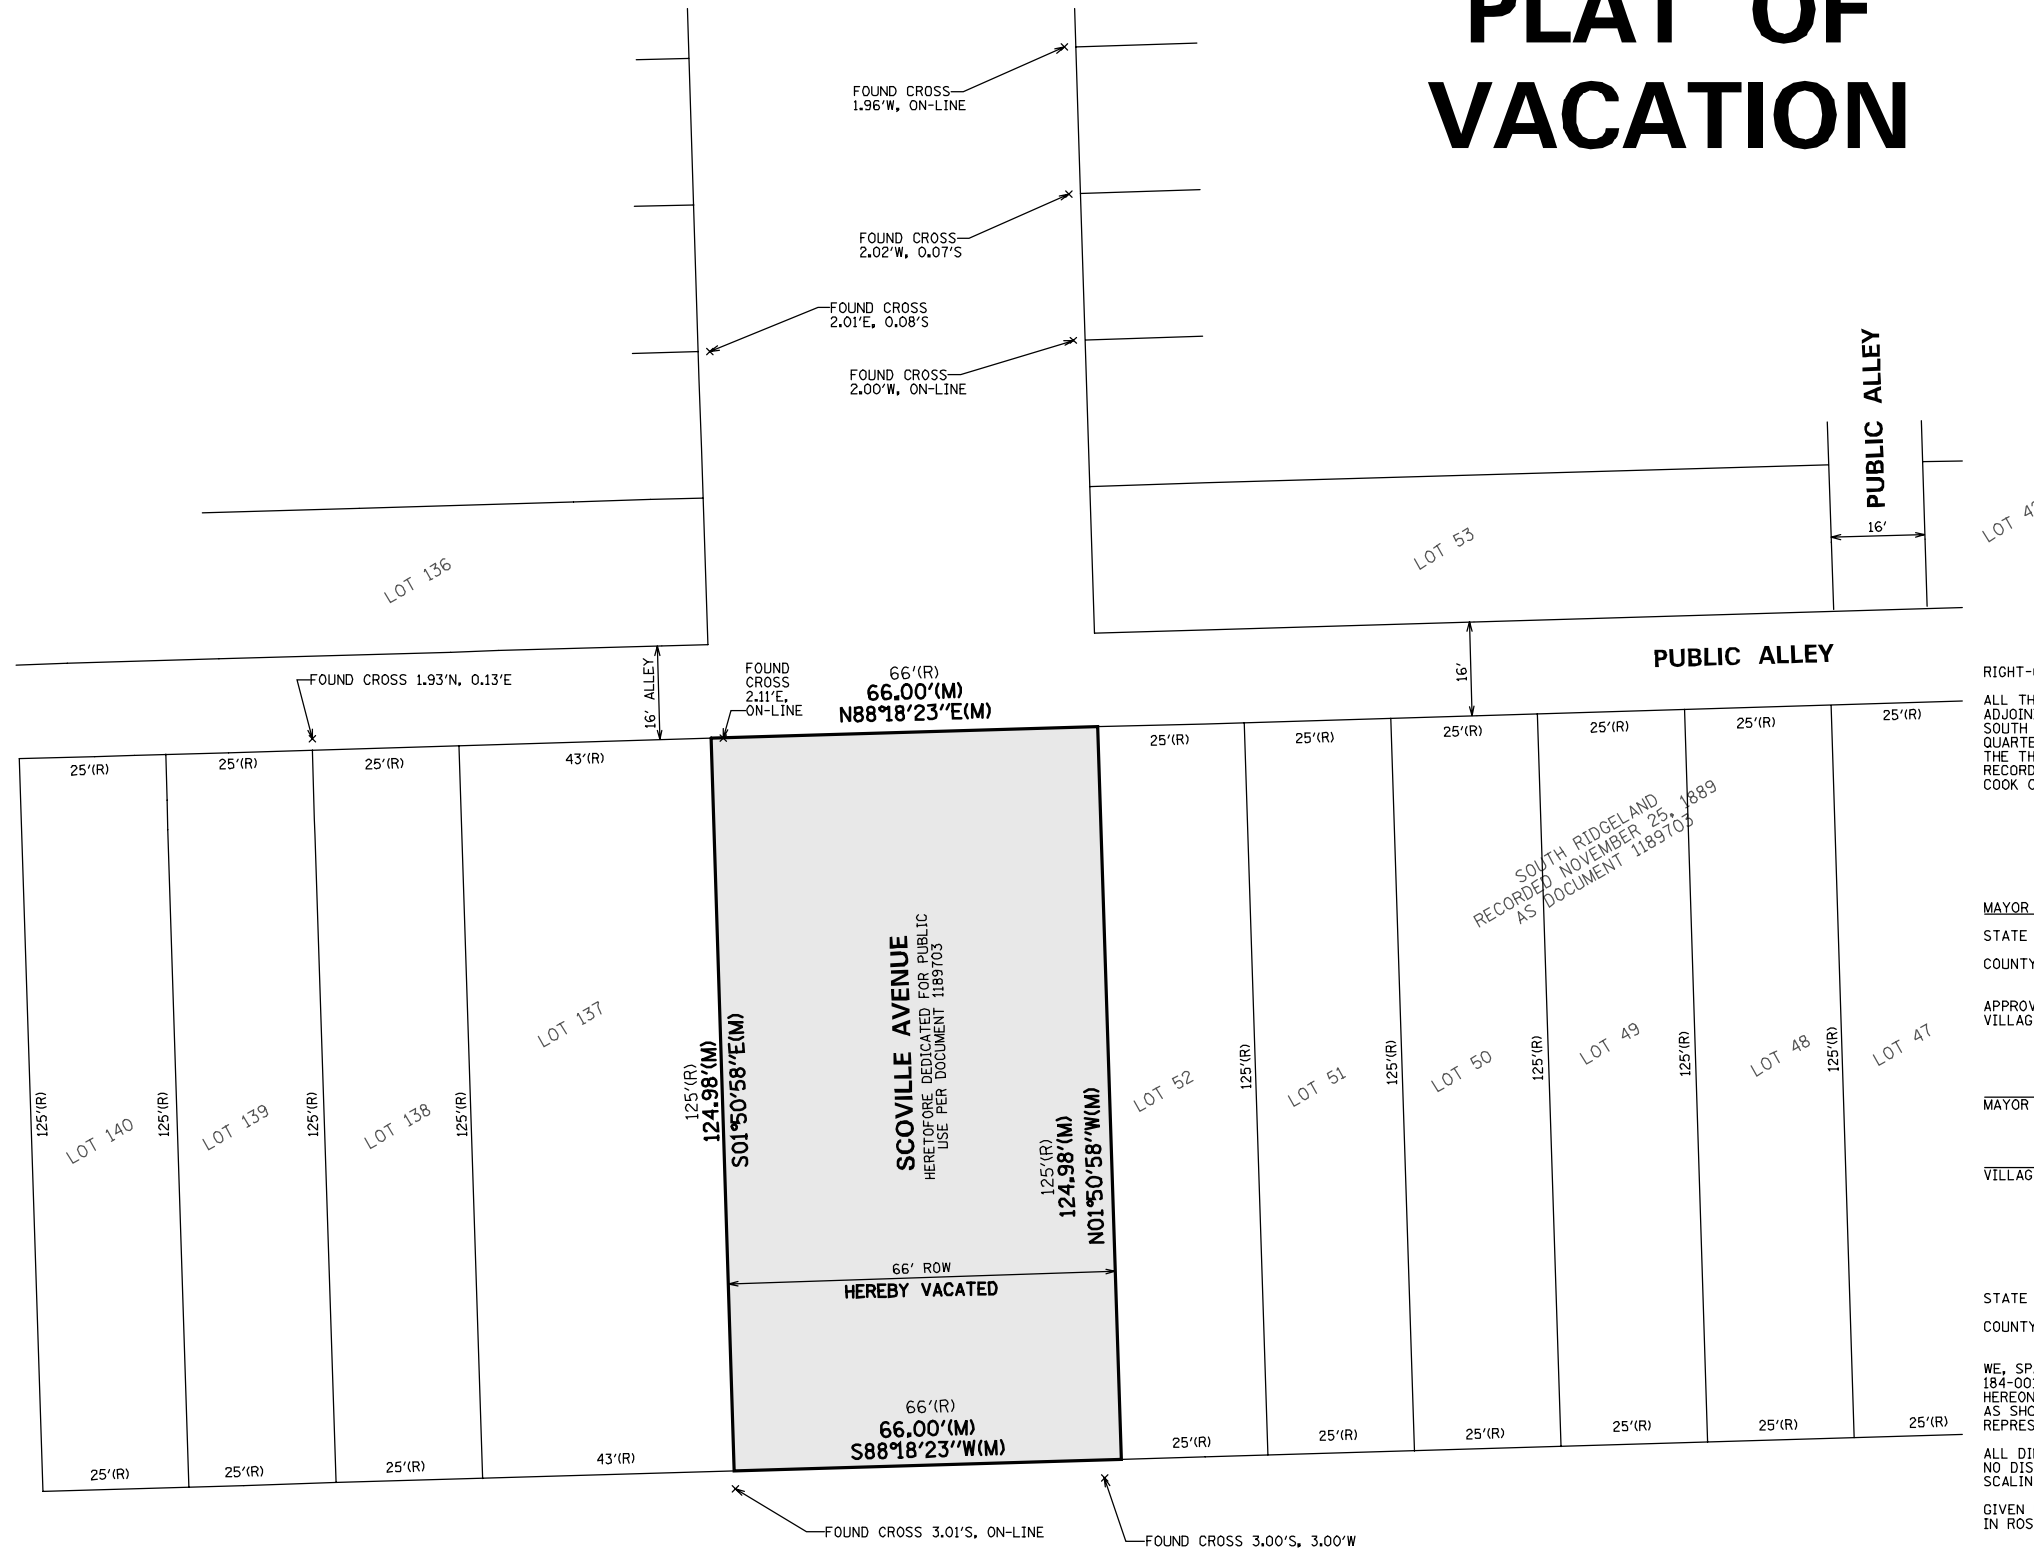 PLAT OF
VACATION
FOUND CROSS
1.96'W, ON-LINE
FOUND CROSS
2.02'W, 0.07'S
FOUND CROSS
2.01'E, 0.08'S
FOUND CROSS
2.00'W, ON-LINE
PUBLIC ALLEY
16'
LOT 53
LOT
LOT 136
PUBLIC ALLEY
16'
16' ALLEY
FOUND CROSS 1.93'N, 0.13'E
FOUND
CROSS
2.11'E,
ON-LINE
66'(R)
66.00'(M)
N88°18'23"E(M)
25'(R)
25'(R)
25'(R)
43'(R)
25'(R)
25'(R)
25'(R)
25'(R)
25'(R)
25'(R)
SOUTH RIDGELAND
RECORDED NOVEMBER 25, 1889
AS DOCUMENT 1189703
SCOVILLE AVENUE
HERETOFORE DEDICATED FOR PUBLIC
USE PER DOCUMENT 1189703
125'(R)
124.98'(M)
S01°50'58"E(M)
125'(R)
124.98'(M)
N01°50'58"W(M)
125'(R)
LOT 140
125'(R)
LOT 139
125'(R)
LOT 138
125'(R)
LOT 137
LOT 52
125'(R)
LOT 51
125'(R)
LOT 50
125'(R)
LOT 49
125'(R)
LOT 48
125'(R)
LOT 47
66' ROW
HEREBY VACATED
66'(R)
66.00'(M)
S88°18'23"W(M)
25'(R)
25'(R)
25'(R)
43'(R)
25'(R)
25'(R)
25'(R)
25'(R)
25'(R)
25'(R)
FOUND CROSS 3.01'S, ON-LINE
FOUND CROSS 3.00'S, 3.00'W
ALL
SOUTH
MAYOR
STATE
COUNTY
MAYOR
STATE
COUNTY
WE,
HEREON
ALL
GIVEN
IN